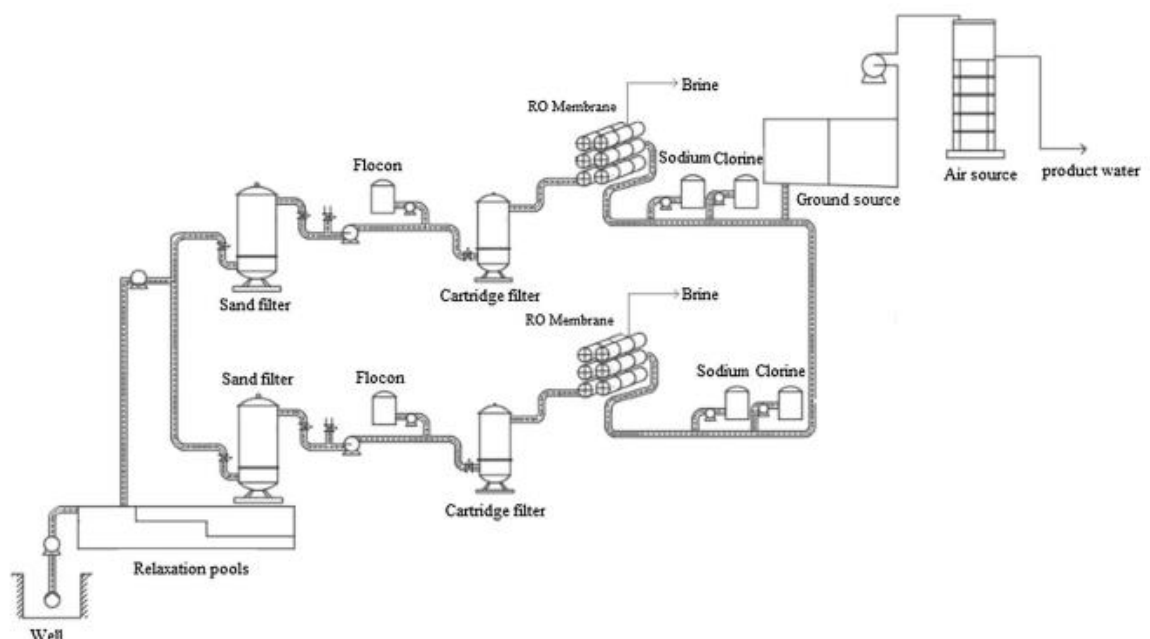 Brine
RO Membrane
Flocon
Sodium Clorine
Ground source
Air source
product water
Sand filter
Cartridge filter
Brine
RO Membrane
Sand filter
Flocon
Sodium Clorine
Cartridge filter
Relaxation pools
Well